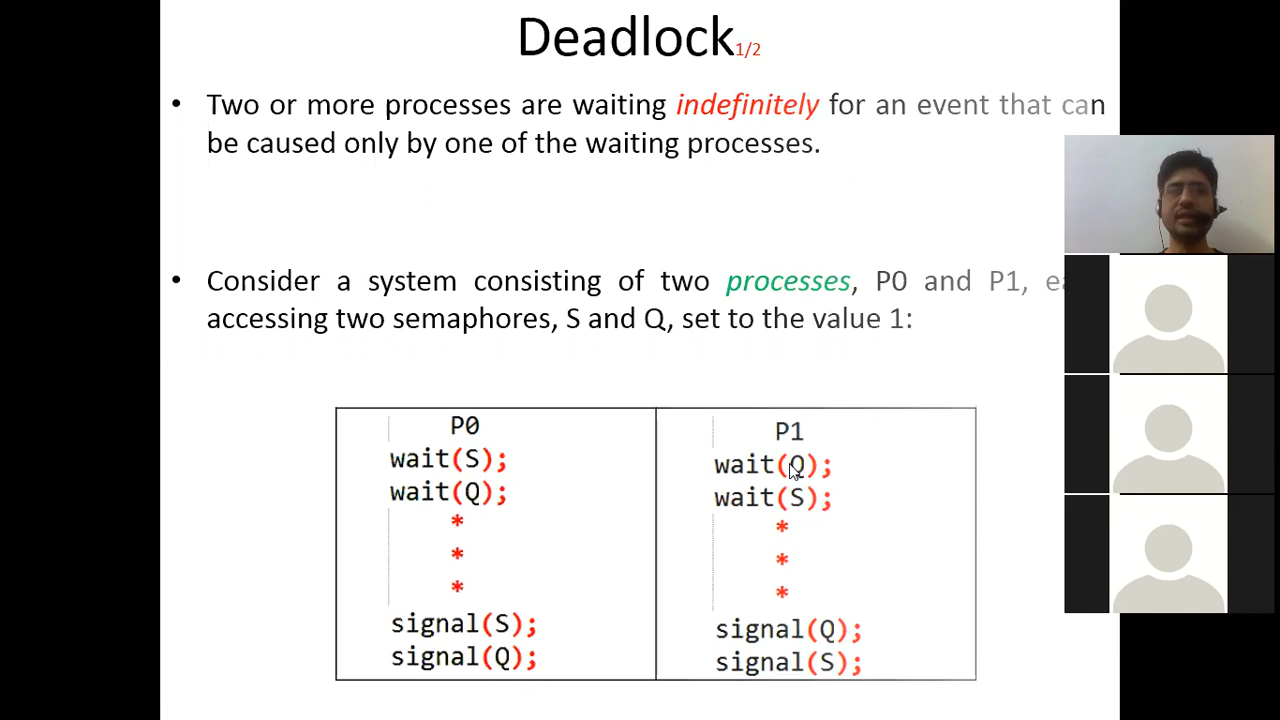 Deadlock1/2
• Two or more processes are waiting indefinitely for an event that can
be caused only by one of the waiting processes.
• Consider a system consisting of two processes, P0 and P1,
accessing two semaphores, S and Q, set to the value 1:
P0
wait(S);
wait(Q);
*
*
*
signal(S);
signal(Q);
P1
wait(Q);
wait(S);
*
*
*
signal(Q);
signal(S);